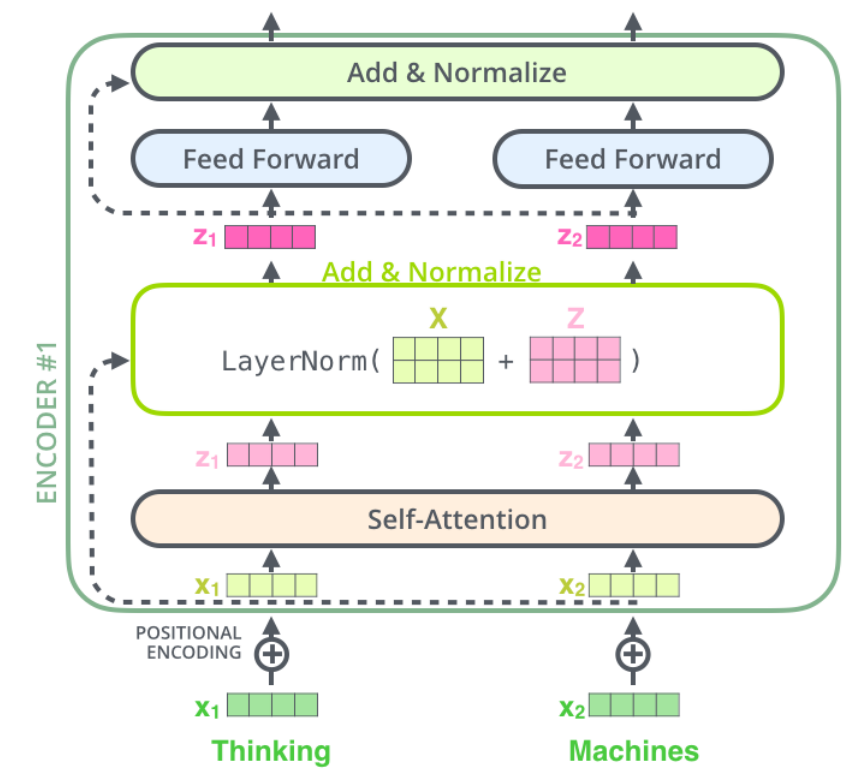 Add & Normalize
Feed Forward
Feed Forward
z1
z2
Add & Normalize
X
Z
LayerNorm( + )
ENCODER #1
z1
z2
Self-Attention
x1
x2
POSITIONAL
ENCODING
x1
x2
Thinking
Machines